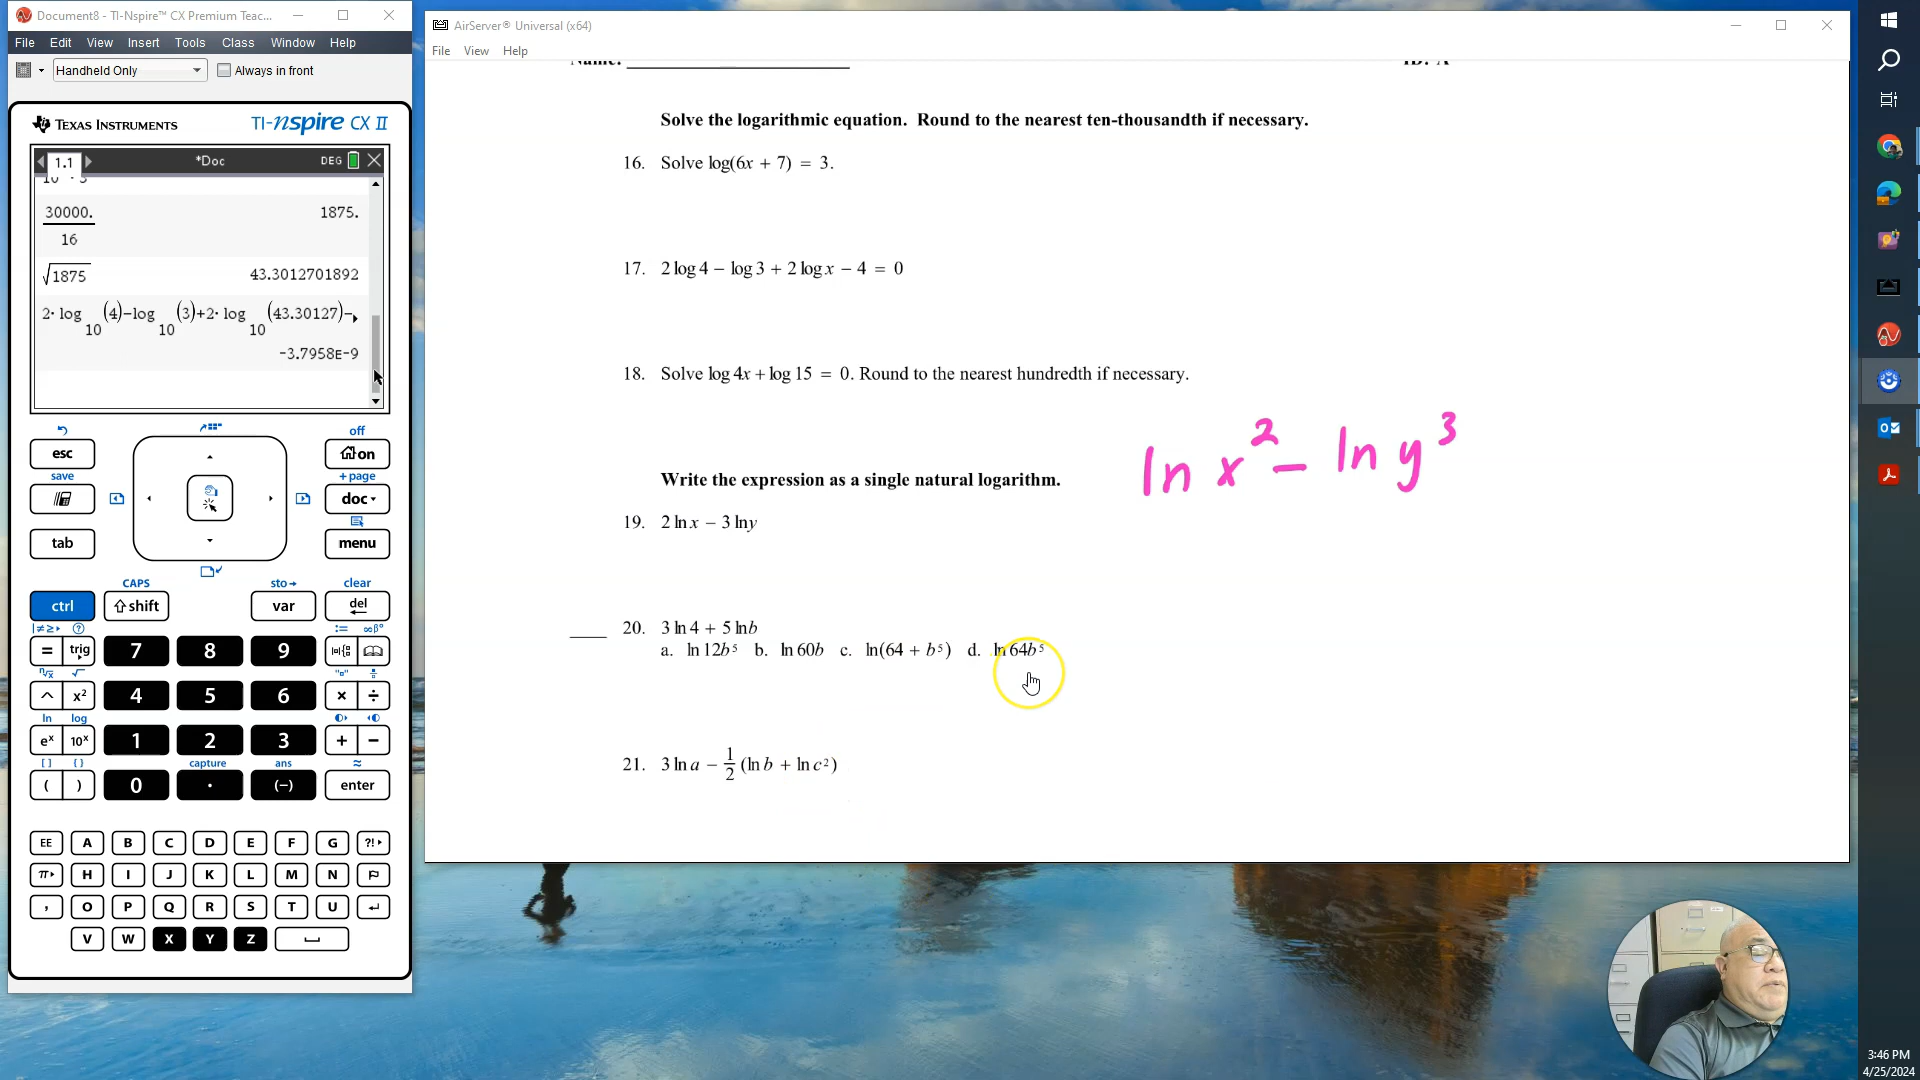 Document8 - TI-Nspire™ CX Premium Teac...
File Edit View Insert Tools Class Window Help
Handheld Only Always in front
TEXAS INSTRUMENTS TI-nspire CX II
1.1 *Doc DEG
30000.
16
1875.
√1875 43.3012701892
2· log₁₀(4)−log₁₀(3)+2· log₁₀(43.30127)−
-3.7958E-9
off
esc on
save + page
doc
tab menu
CAPS sto→ clear
ctrl shift var del
|≠≥▸ ? := ∞β°
= trig 7 8 9
ⁿ√x √ π n/d
^ x² 4 5 6 × ÷
ln log
eˣ 10ˣ 1 2 3 + −
[ ] { } capture ans ≈
( ) 0 . (−) enter
EE A B C D E F G ?!▸
π▸ H I J K L M N
, O P Q R S T U
V W X Y Z
AirServer® Universal (x64)
File View Help
Name: ID: A
Solve the logarithmic equation. Round to the nearest ten-thousandth if necessary.
16. Solve log(6x + 7) = 3.
17. 2 log 4 − log 3 + 2 log x − 4 = 0
18. Solve log 4x + log 15 = 0. Round to the nearest hundredth if necessary.
ln x² − ln y³
Write the expression as a single natural logarithm.
19. 2 ln x − 3 ln y
____ 20. 3 ln 4 + 5 ln b
a. ln 12b⁵ b. ln 60b c. ln(64 + b⁵) d. ln 64b⁵
21. 3 ln a − 1/2 (ln b + ln c²)
3:46 PM
4/25/2024